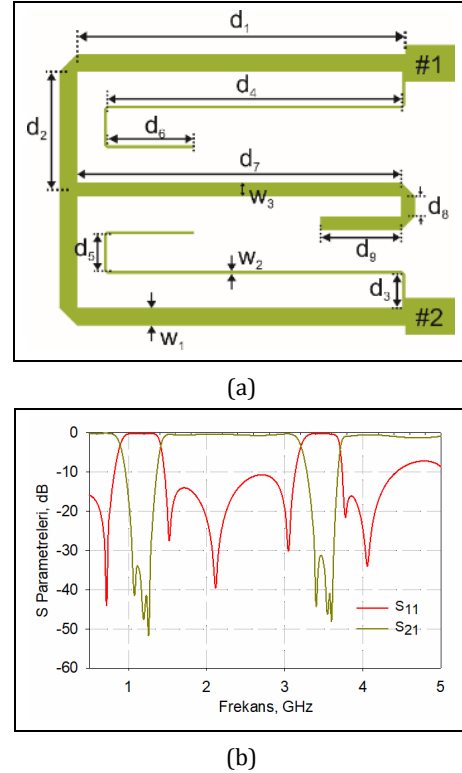 d1
#1
d4
d2
d6
d7
w3
d8
d5
d9
w2
d3
w1
#2
(a)
S Parametreleri, dB
0
-10
-20
-30
-40
-50
-60
S11
S21
1 2 3 4 5
Frekans, GHz
(b)